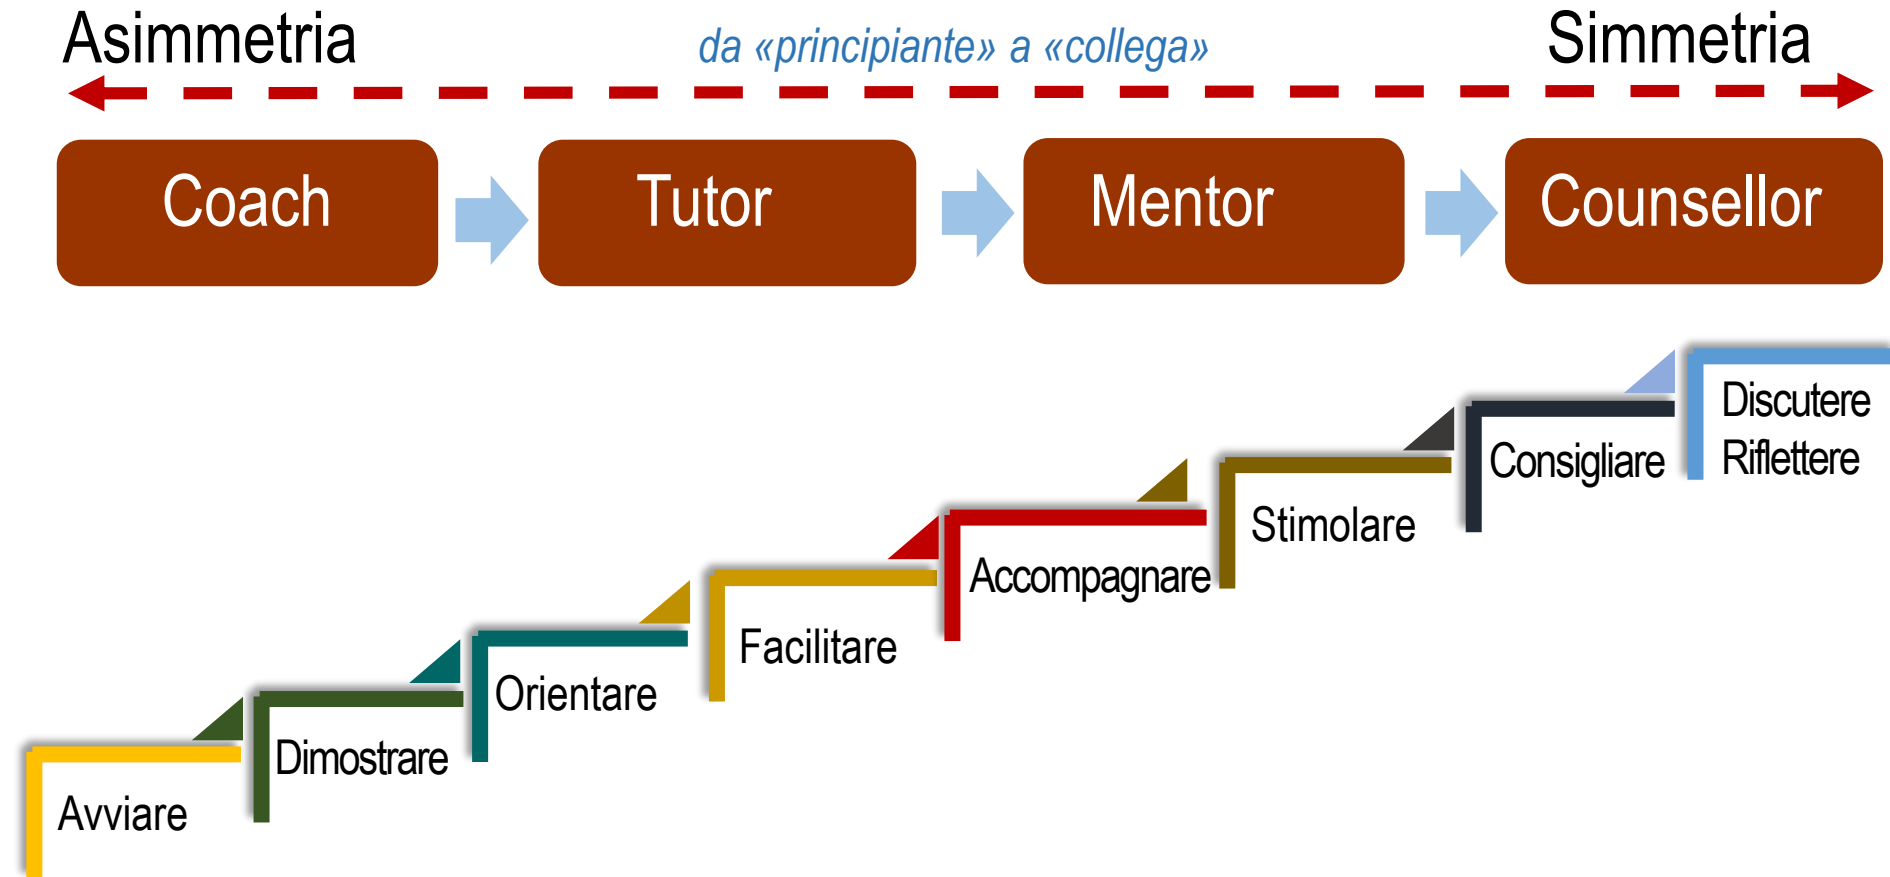 Asimmetria
da «principiante» a «collega»
Simmetria
Coach
Tutor
Mentor
Counsellor
Discutere
Riflettere
Consigliare
Stimolare
Accompagnare
Facilitare
Orientare
Dimostrare
Avviare